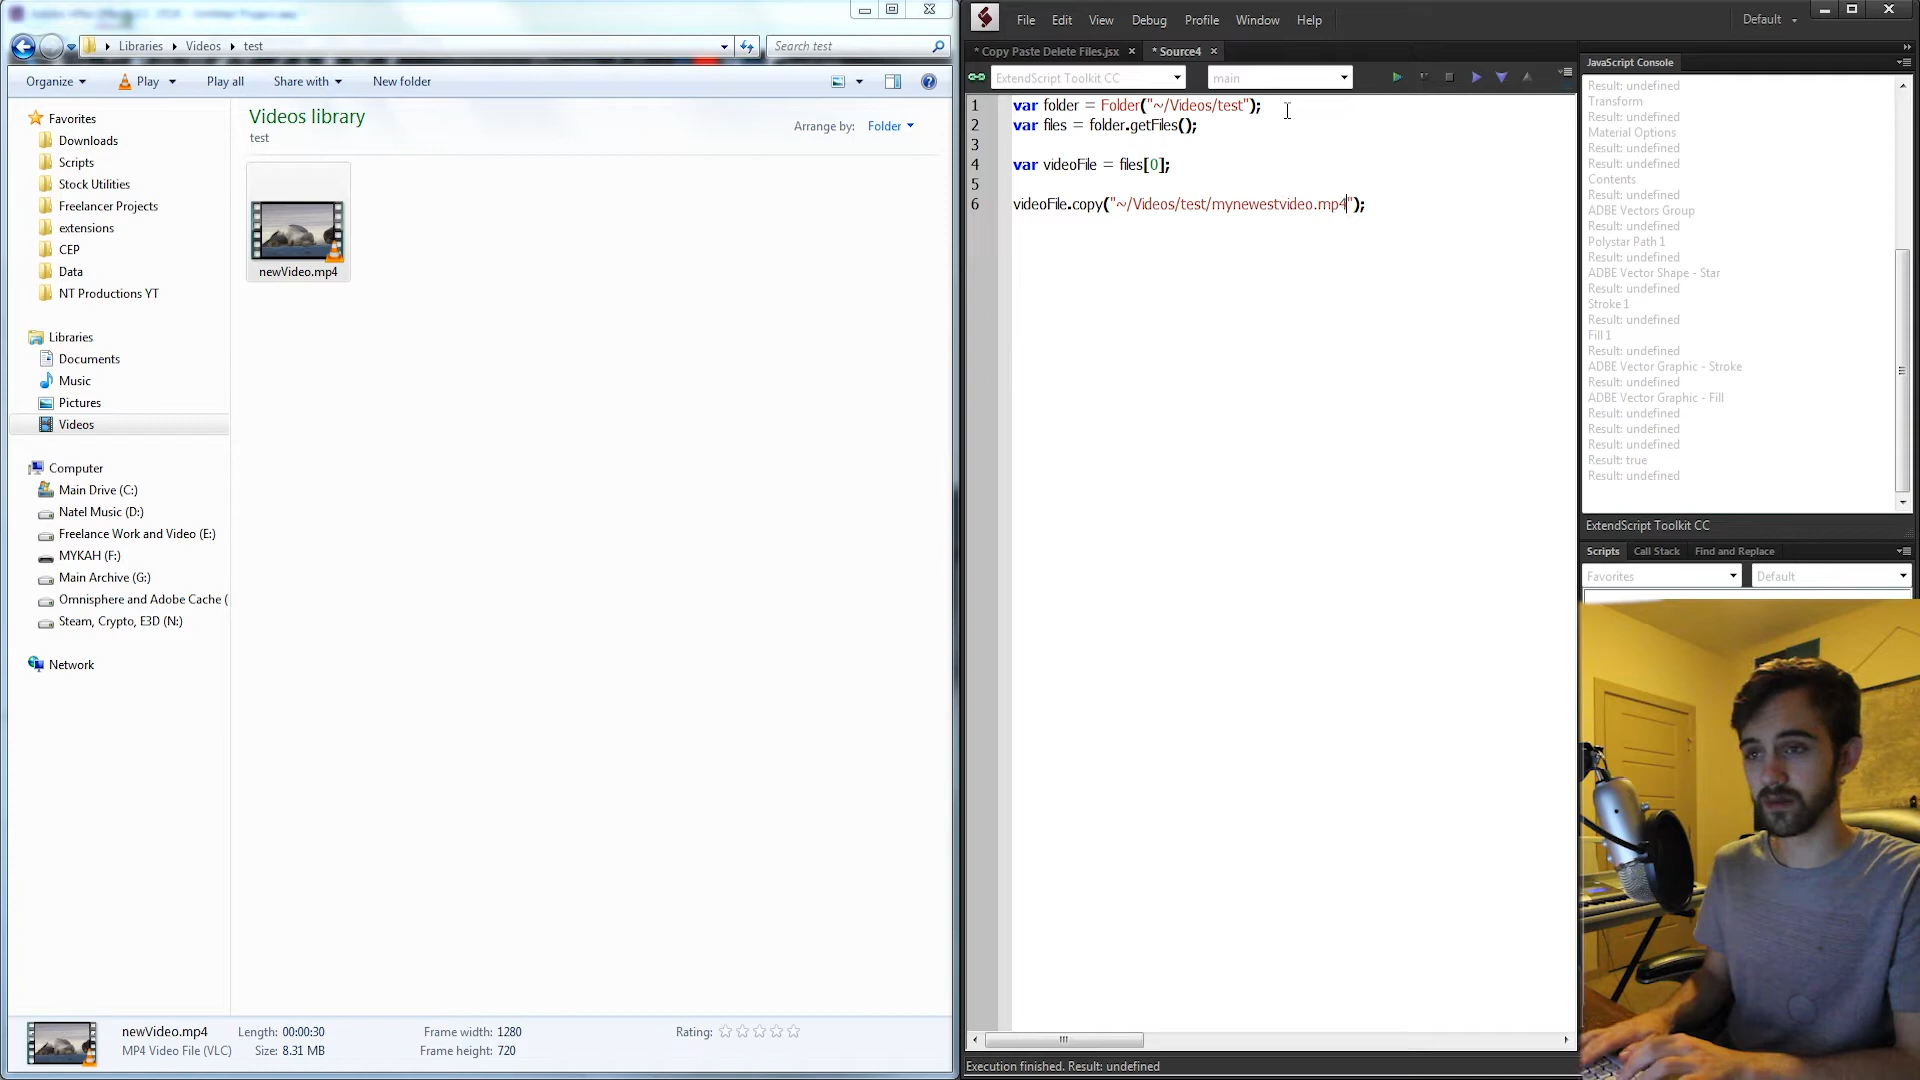 Libraries Videos test
Search test
Organize Play Play all Share with New folder
Favorites
Downloads
Scripts
Stock Utilities
Freelancer Projects
extensions
CEP
Data
NT Productions YT
Libraries
Documents
Music
Pictures
Videos
Computer
Main Drive (C:)
Natel Music (D:)
Freelance Work and Video (E:)
MYKAH (F:)
Main Archive (G:)
Omnisphere and Adobe Cache (
Steam, Crypto, E3D (N:)
Network
Videos library
test
Arrange by: Folder
newVideo.mp4
newVideo.mp4 Length: 00:00:30 Frame width: 1280 Rating:
MP4 Video File (VLC) Size: 8.31 MB Frame height: 720
File Edit View Debug Profile Window Help
Default
* Copy Paste Delete Files.jsx * Source4
ExtendScript Toolkit CC main
1 var folder = Folder("~/Videos/test");
2 var files = folder.getFiles();
3
4 var videoFile = files[0];
5
6 videoFile.copy("~/Videos/test/mynewestvideo.mp4");
Execution finished. Result: undefined
JavaScript Console
Result: undefined
Transform
Result: undefined
Material Options
Result: undefined
Result: undefined
Contents
Result: undefined
ADBE Vectors Group
Result: undefined
Polystar Path 1
Result: undefined
ADBE Vector Shape - Star
Result: undefined
Stroke 1
Result: undefined
Fill 1
Result: undefined
ADBE Vector Graphic - Stroke
Result: undefined
ADBE Vector Graphic - Fill
Result: undefined
Result: undefined
Result: undefined
Result: true
Result: undefined
ExtendScript Toolkit CC
Scripts Call Stack Find and Replace
Favorites Default